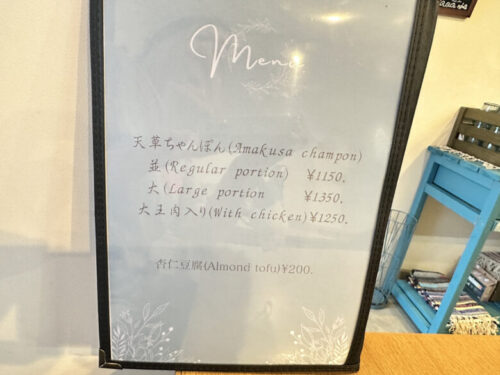 Menu
天草ちゃんぽん(Amakusa champon)
並(Regular portion) ¥1150.
大(Large portion ¥1350.
大王肉入り(With chicken)¥1250.
杏仁豆腐(Almond tofu)¥200.